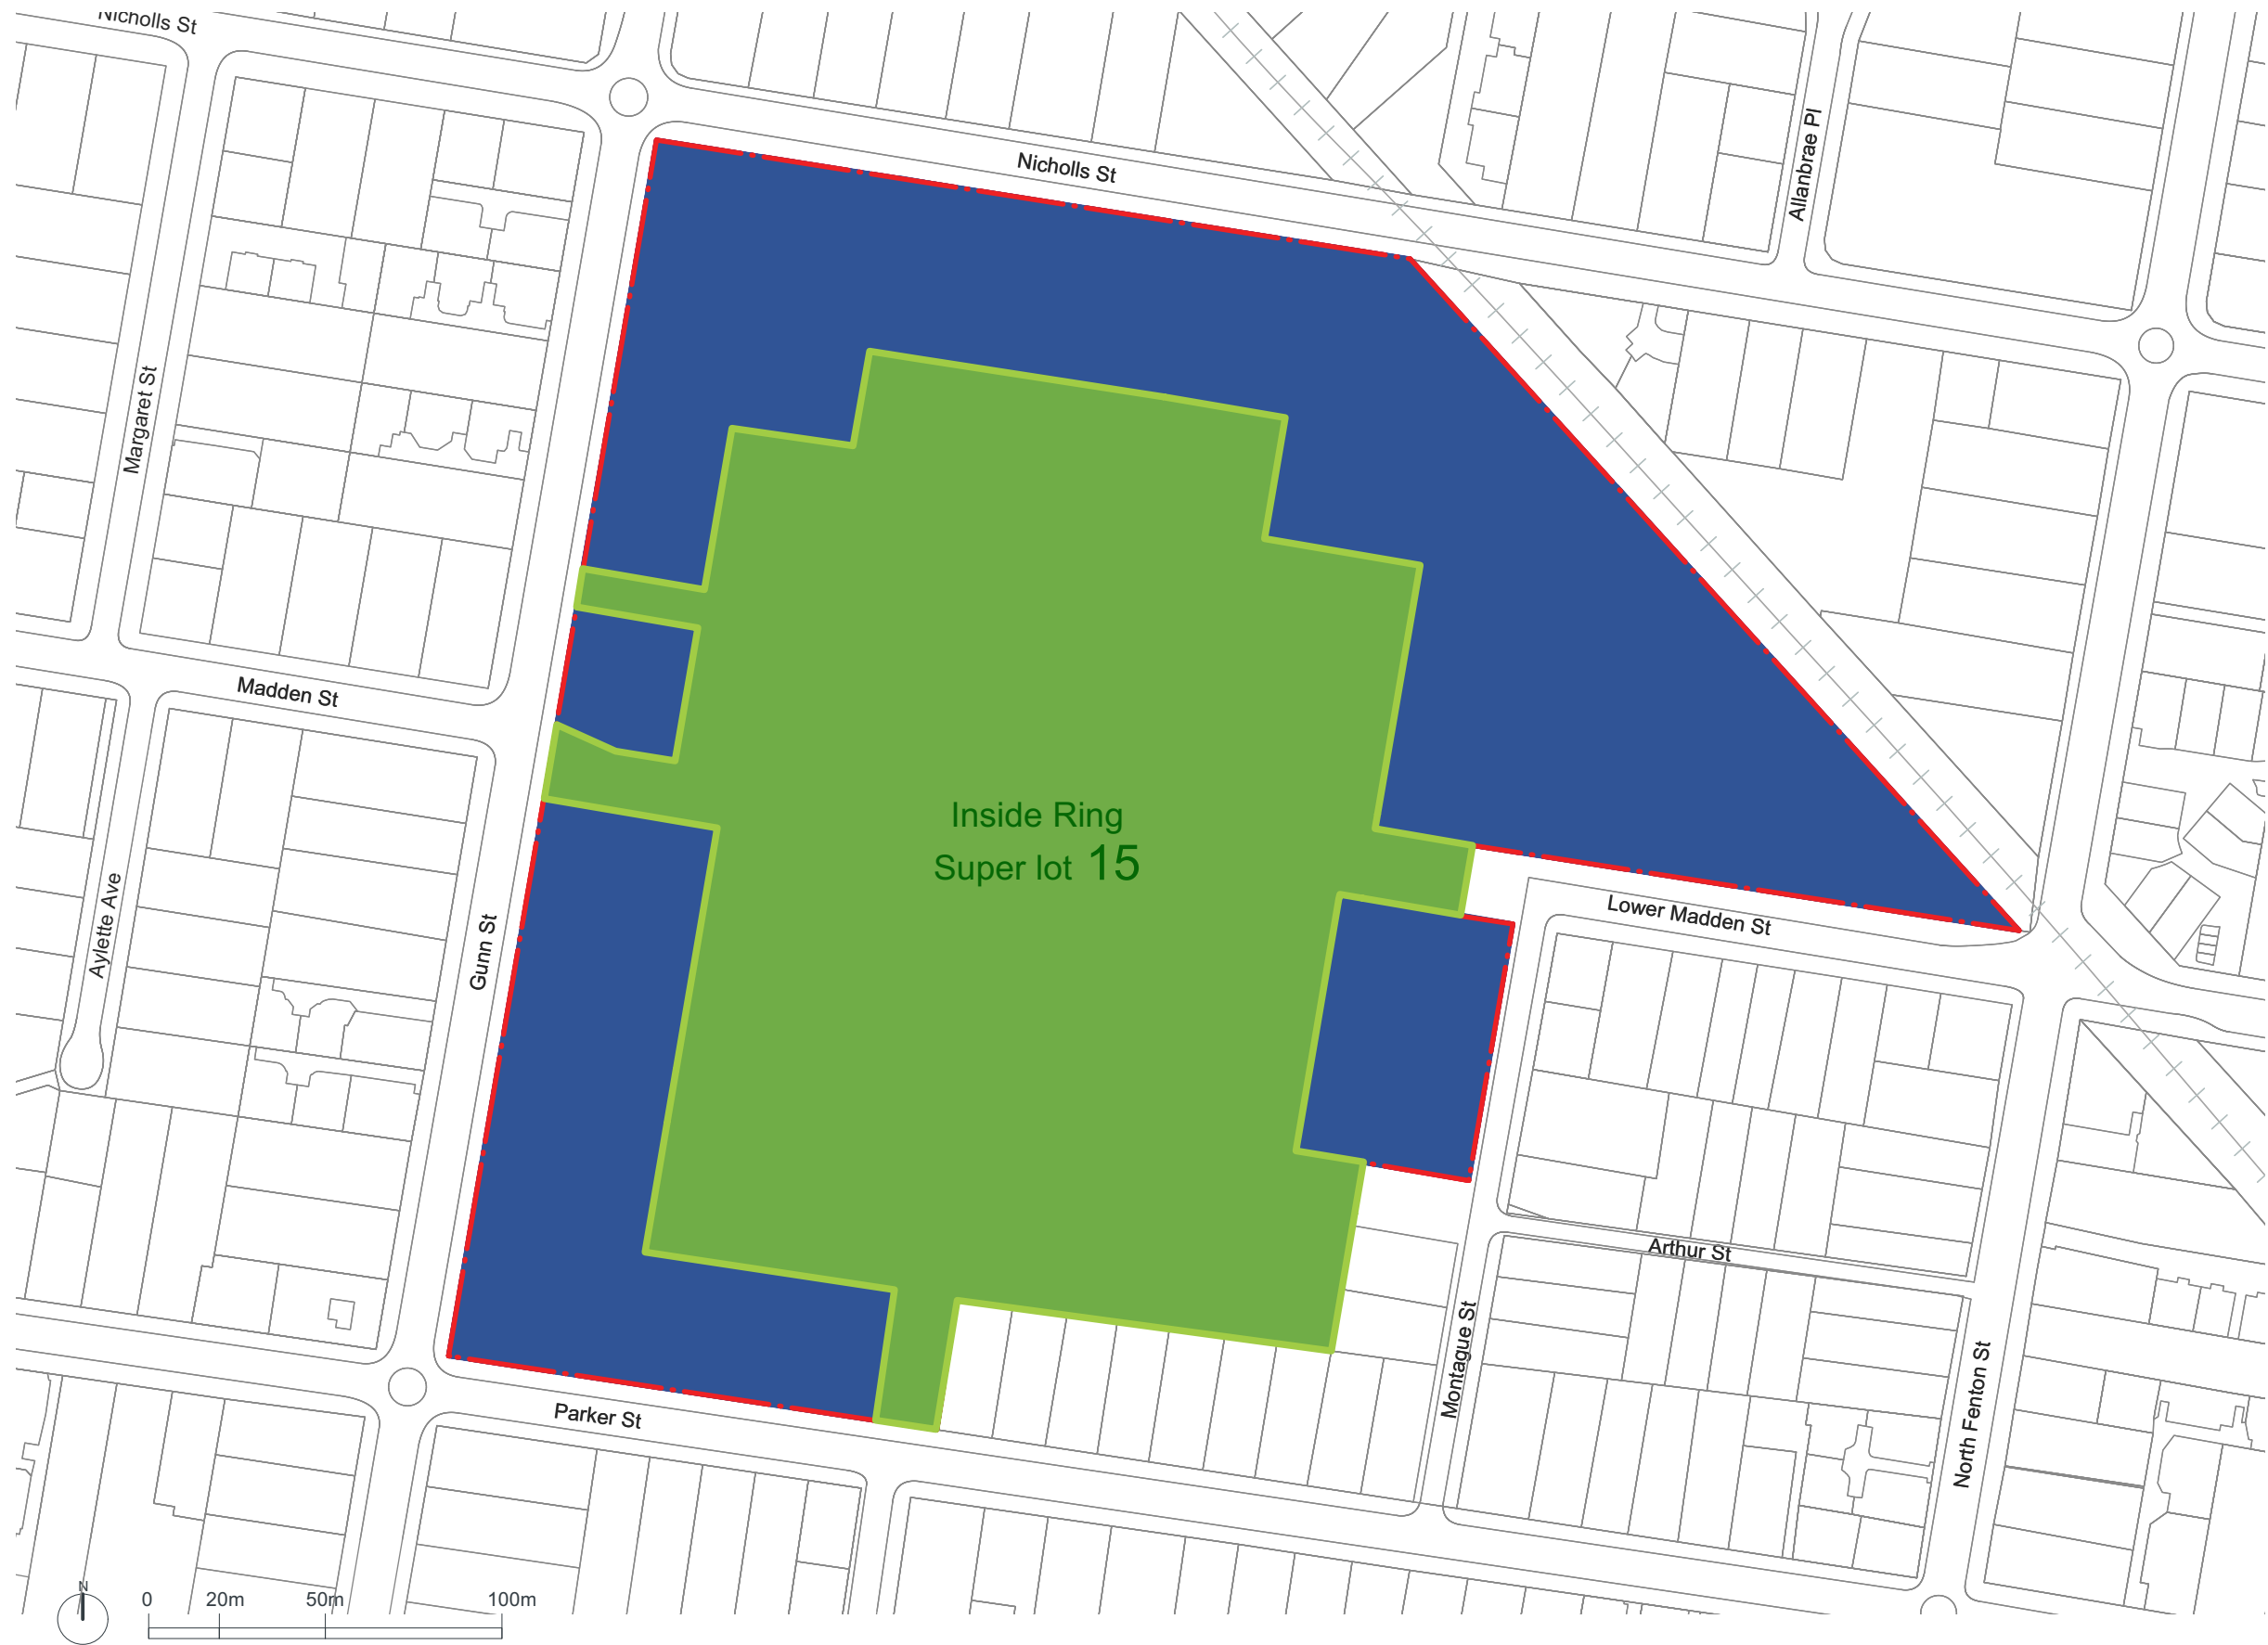 Nicholls St
Nicholls St
Allanbrae Pl
Margaret St
Madden St
Inside Ring
Super lot 15
Aylette Ave
Gunn St
Lower Madden St
Arthur St
Montague St
North Fenton St
Parker St
N
0 20m 50m 100m